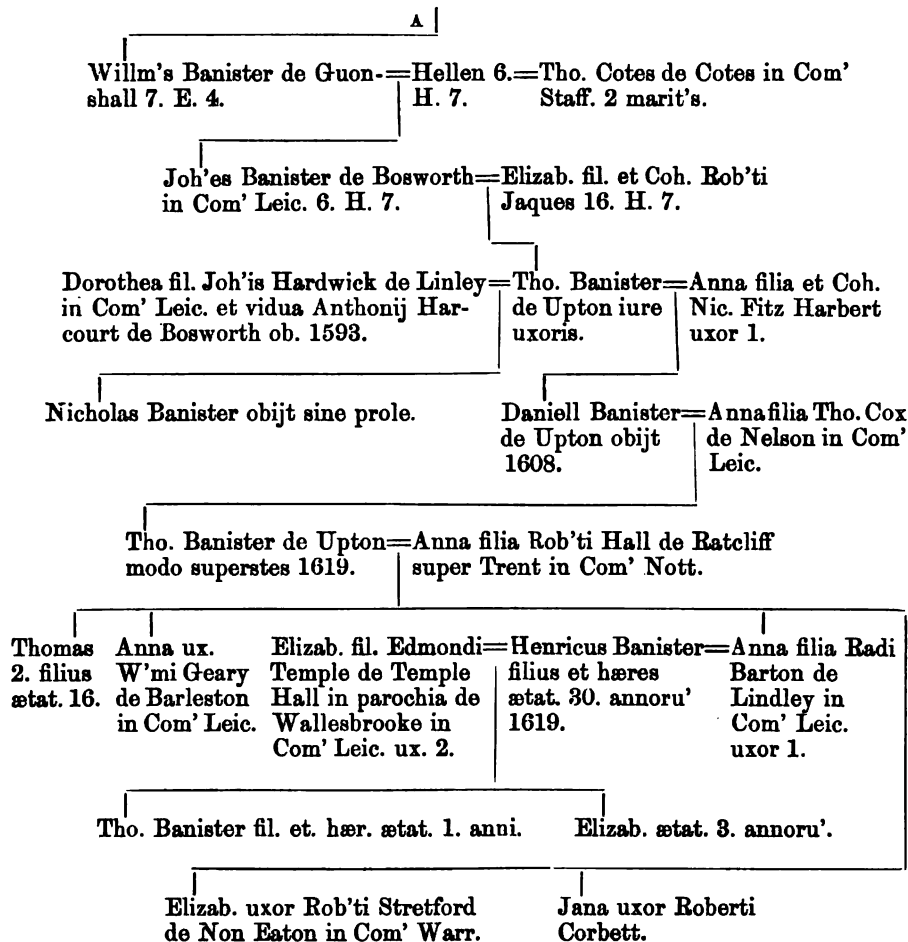 A
Willm's Banister de Guon-=Hellen 6.=Tho. Cotes de Cotes in Com'
shall 7. E. 4. H. 7. Staff. 2 marit's.
Joh'es Banister de Bosworth=Elizab. fil. et Coh. Rob'ti
in Com' Leic. 6. H. 7. Jaques 16. H. 7.
Dorothea fil. Joh'is Hardwick de Linley=Tho. Banister=Anna filia et Coh.
in Com' Leic. et vidua Anthonij Har- de Upton iure Nic. Fitz Harbert
court de Bosworth ob. 1593. uxoris. uxor 1.
Nicholas Banister obijt sine prole. Daniell Banister=Anna filia Tho. Cox
de Upton obijt de Nelson in Com'
1608. Leic.
Tho. Banister de Upton=Anna filia Rob'ti Hall de Ratcliff
modo superstes 1619. super Trent in Com' Nott.
Thomas Anna ux. Elizab. fil. Edmondi=Henricus Banister=Anna filia Radi
2. filius W'mi Geary Temple de Temple filius et hæres Barton de
ætat. 16. de Barleston Hall in parochia de ætat. 30. annoru' Lindley in
in Com' Leic. Wallesbrooke in 1619. Com' Leic.
Com' Leic. ux. 2. uxor 1.
Tho. Banister fil. et. hær. ætat. 1. anni. Elizab. ætat. 3. annoru'.
Elizab. uxor Rob'ti Stretford Jana uxor Roberti
de Non Eaton in Com' Warr. Corbett.